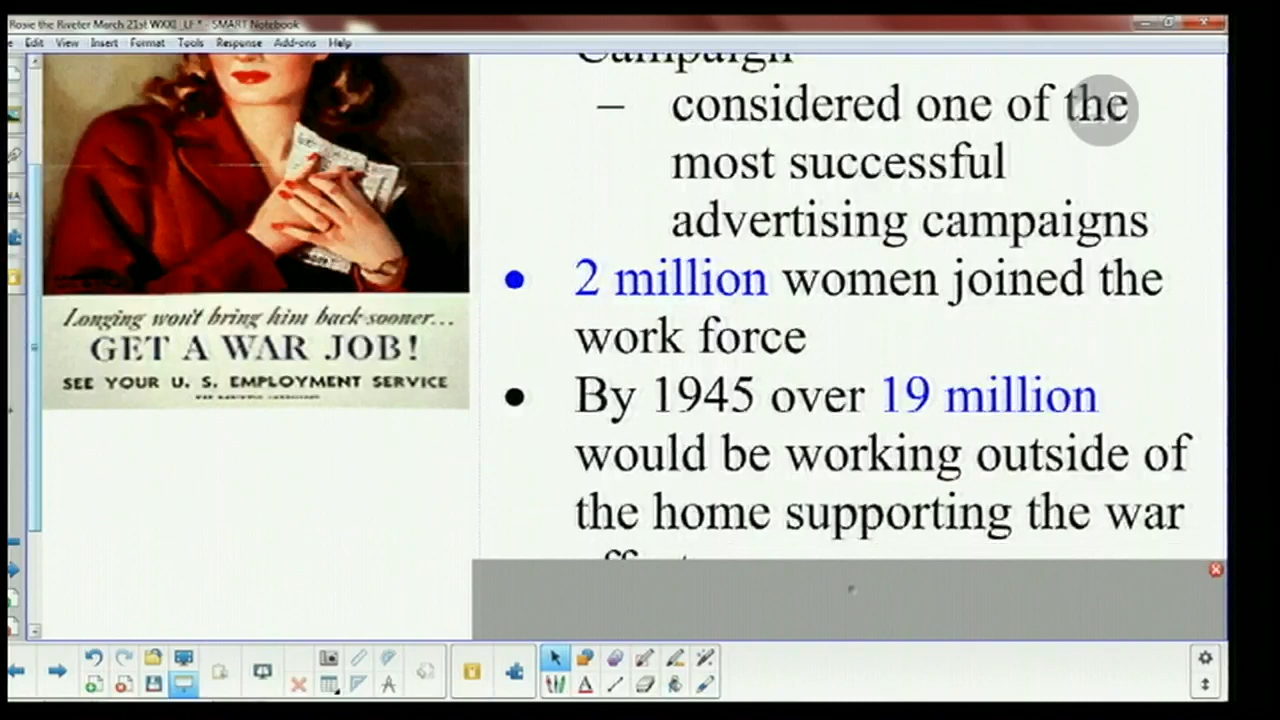 Rosie the Riveter March 21st WXXI_LF * - SMART Notebook
Edit View Insert Format Tools Response Add-ons Help
Campaign
– considered one of the
most successful
advertising campaigns
• 2 million women joined the
work force
• By 1945 over 19 million
would be working outside of
the home supporting the war
Longing won't bring him back sooner...
GET A WAR JOB!
SEE YOUR U. S. EMPLOYMENT SERVICE